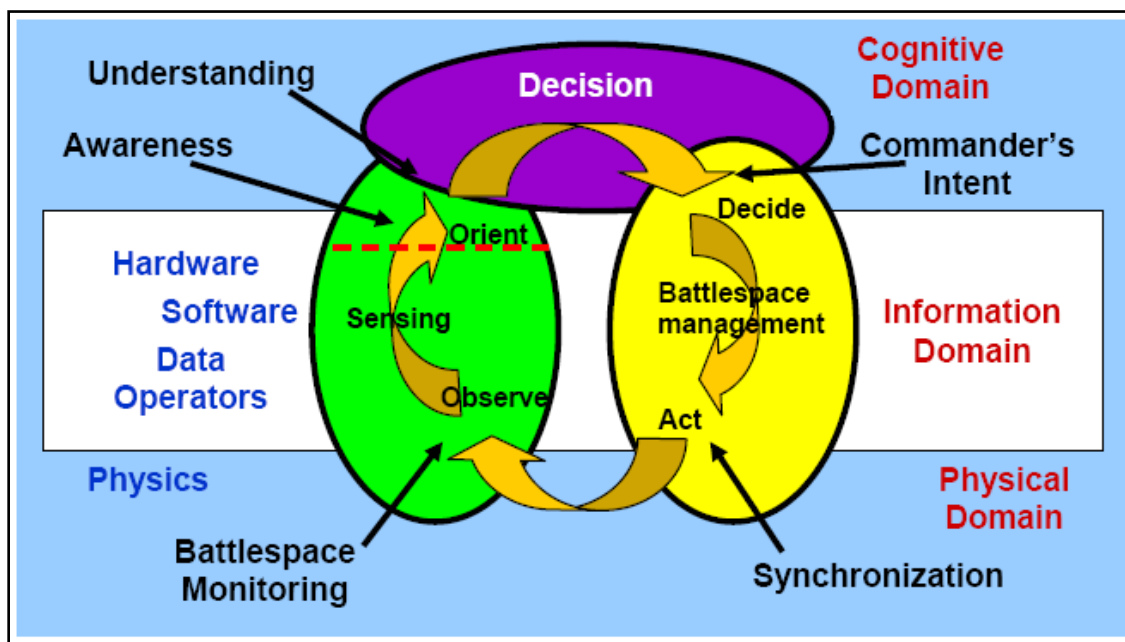 Understanding
Decision
Cognitive
Domain
Awareness
Commander's
Intent
Orient
Decide
Hardware
Software
Data
Operators
Sensing
Battlespace
management
Information
Domain
Observe
Act
Physics
Physical
Domain
Battlespace
Monitoring
Synchronization